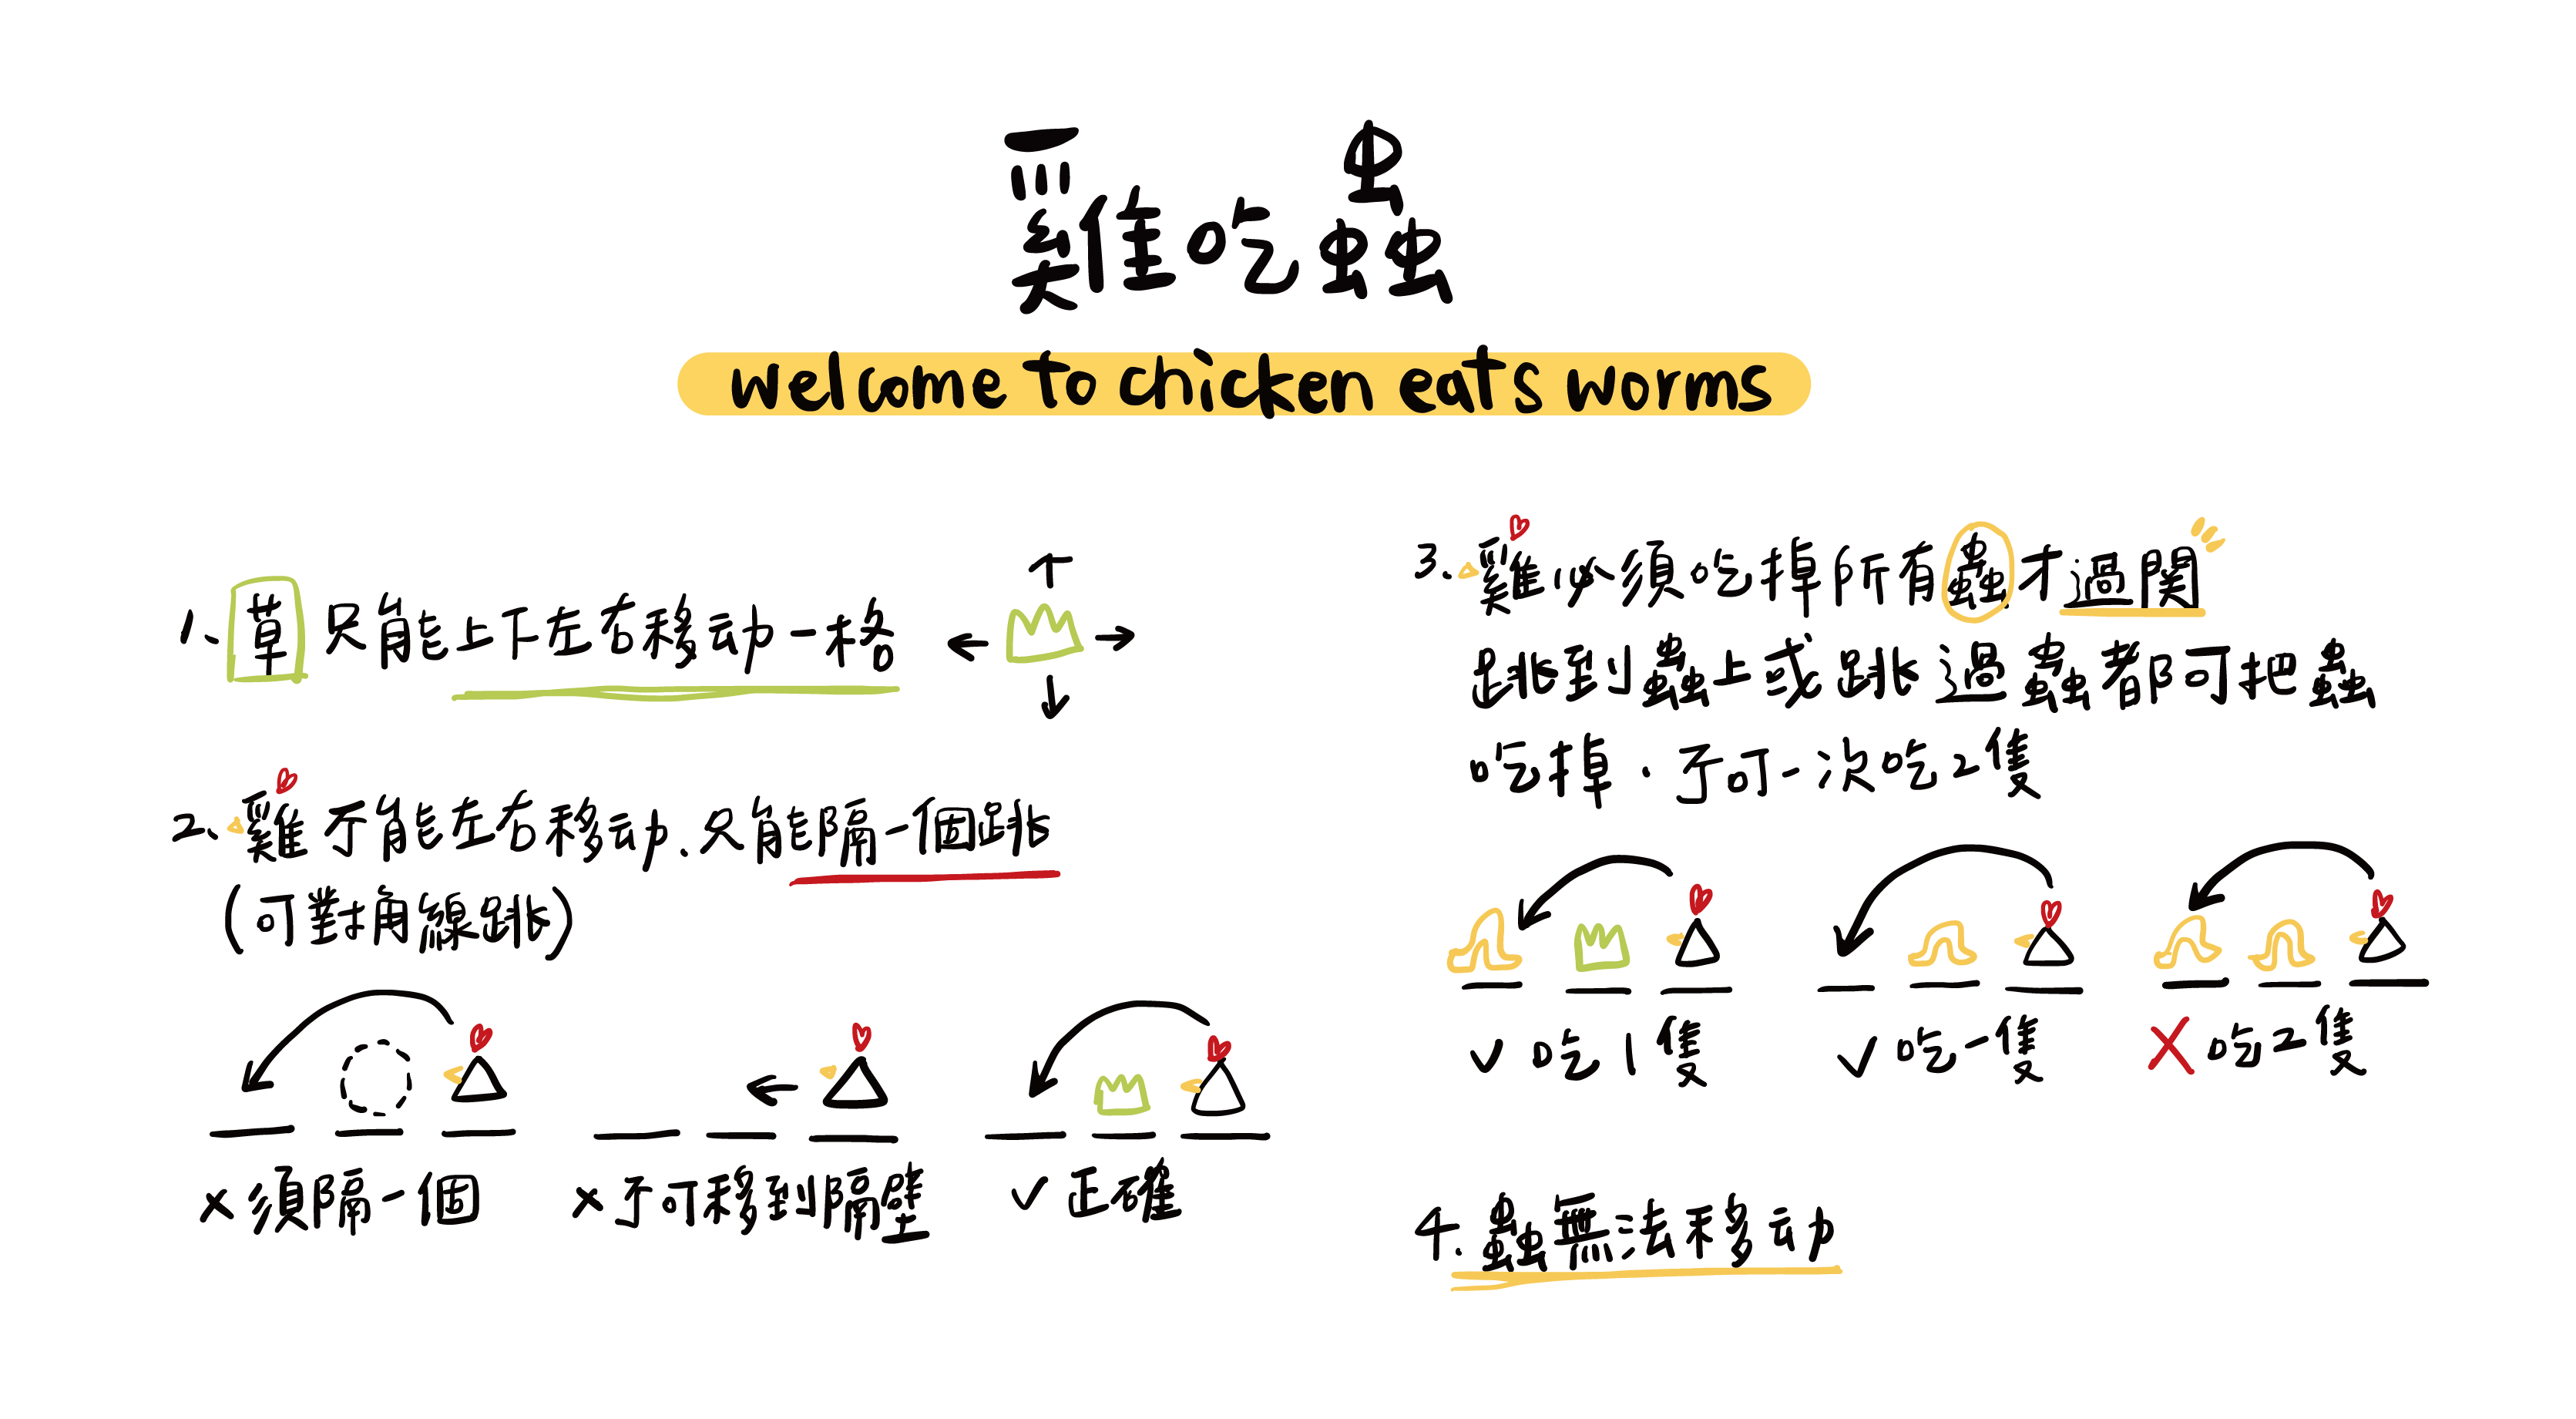 雞吃蟲
welcome to chicken eats worms
1、草只能上下左右移动一格
2、雞不能左右移动、只能隔一個跳
(可對角線跳)
x 須隔一個
x 不可移到隔壁
✓ 正確
3.雞必須吃掉所有蟲才過関
跳到蟲上或跳過蟲都可把蟲
吃掉．不可一次吃2隻
✓ 吃1隻
✓ 吃一隻
X 吃2隻
4.蟲無法移动